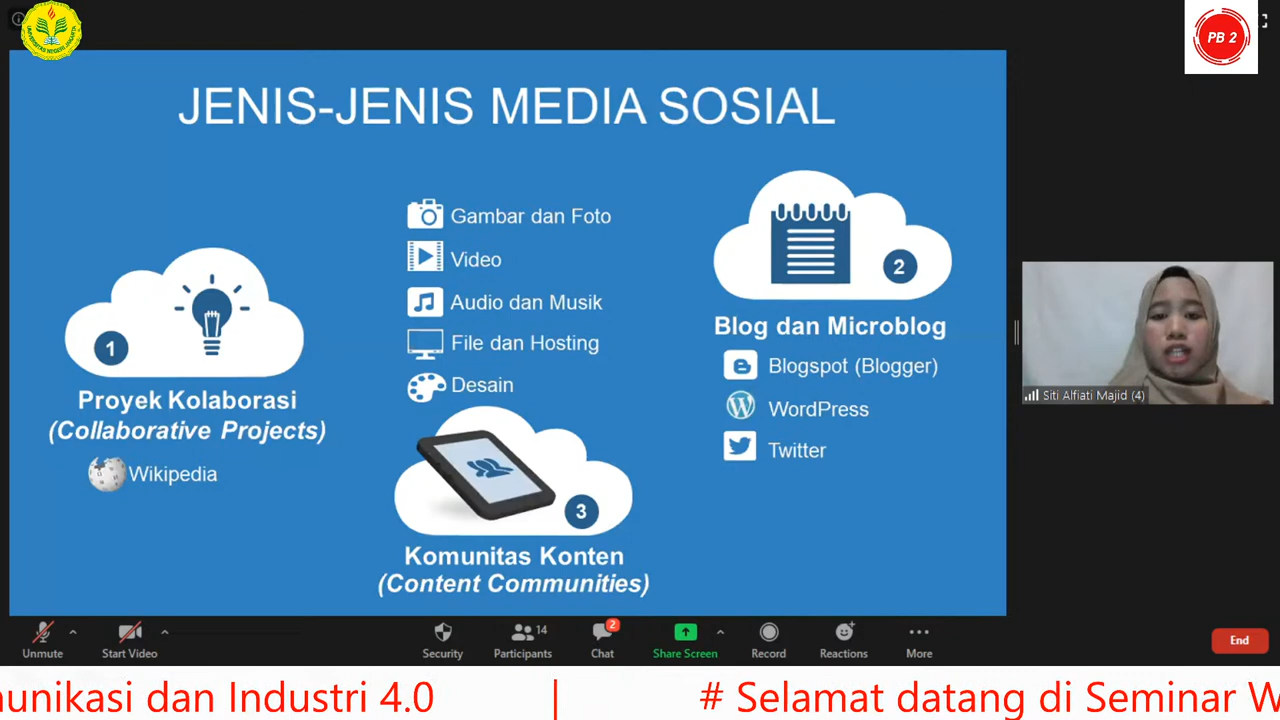 UNIVERSITAS NEGERI JAKARTA
PB 2
JENIS-JENIS MEDIA SOSIAL
1
Proyek Kolaborasi
(Collaborative Projects)
Wikipedia
Gambar dan Foto
Video
Audio dan Musik
File dan Hosting
Desain
3
Komunitas Konten
(Content Communities)
2
Blog dan Microblog
Blogspot (Blogger)
WordPress
Twitter
Siti Alfiati Majid (4)
Unmute
Start Video
Security
14
Participants
2
Chat
Share Screen
Record
Reactions
More
End
unikasi dan Industri 4.0 | # Selamat datang di Seminar W